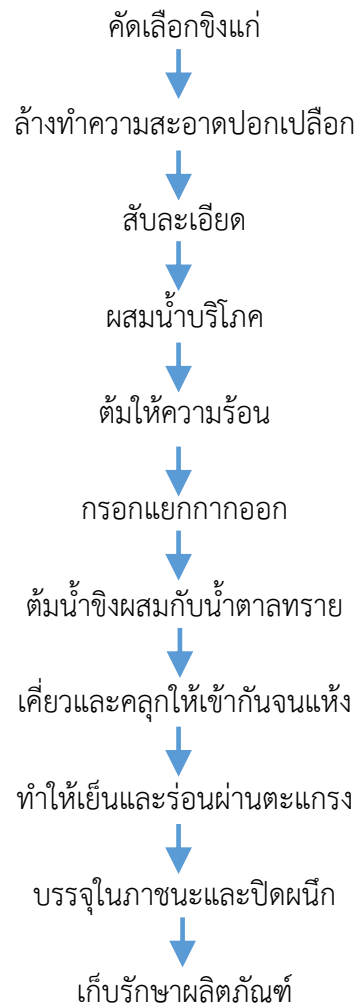 คัดเลือกขิงแก่
ล้างทำความสะอาดปอกเปลือก
สับละเอียด
ผสมน้ำบริโภค
ต้มให้ความร้อน
กรอกแยกกากออก
ต้มน้ำขิงผสมกับน้ำตาลทราย
เคี่ยวและคลุกให้เข้ากันจนแห้ง
ทำให้เย็นและร่อนผ่านตะแกรง
บรรจุในภาชนะและปิดผนึก
เก็บรักษาผลิตภัณฑ์